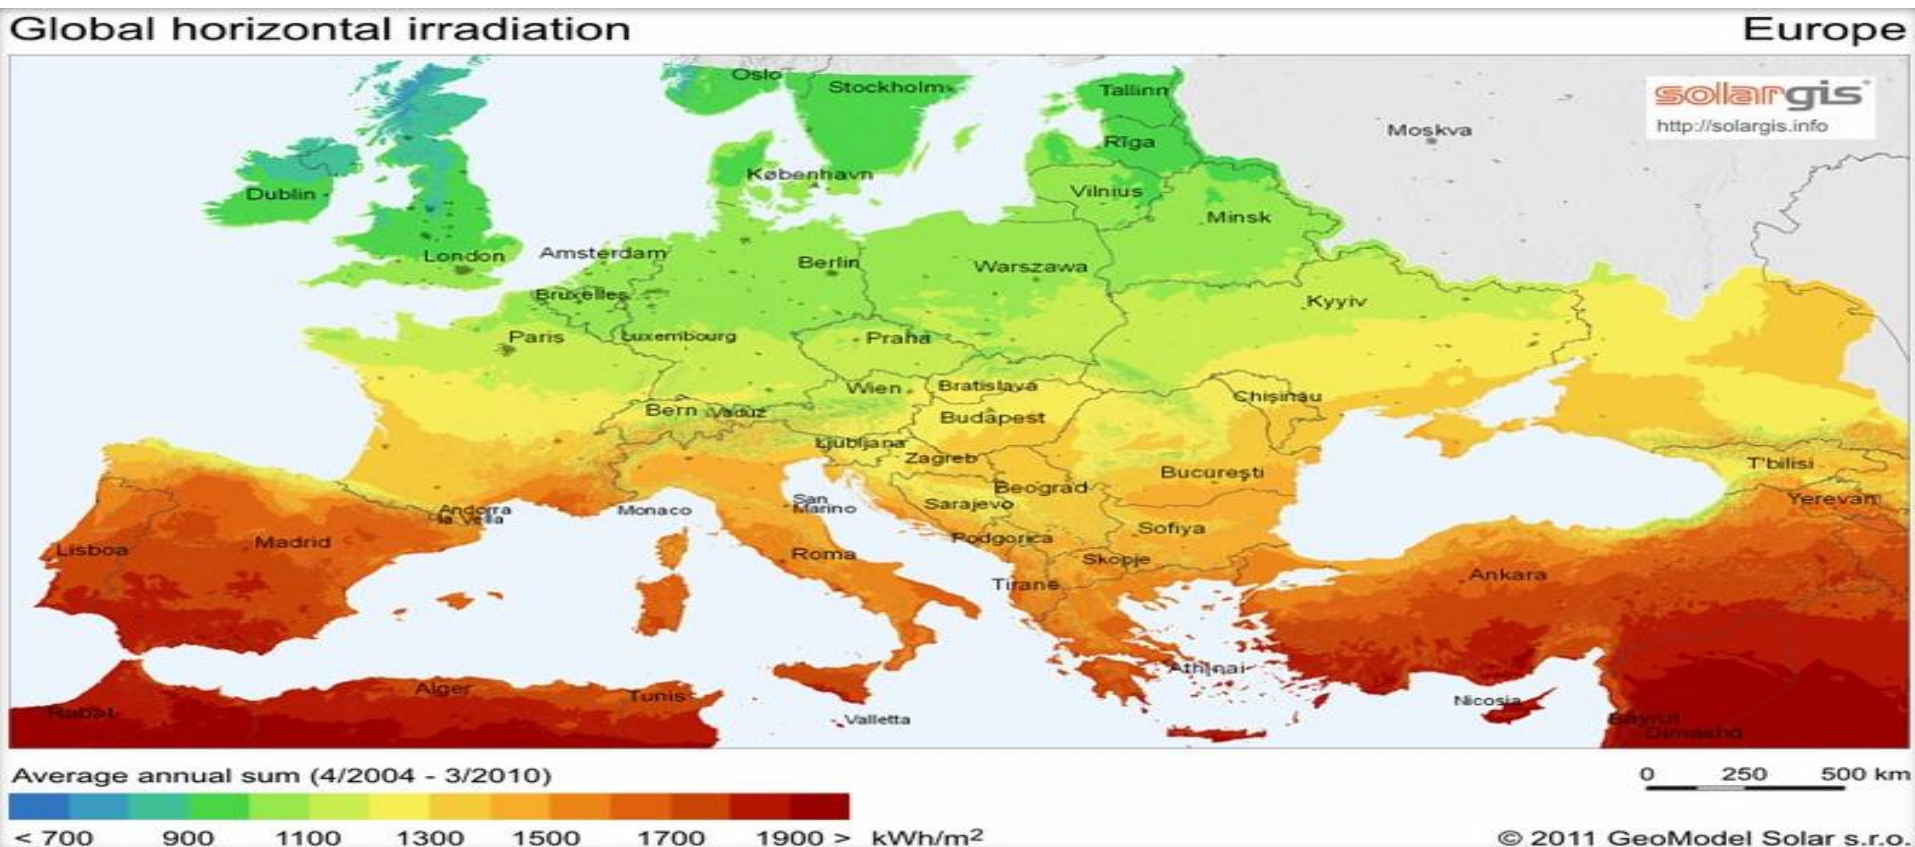 Global horizontal irradiation
Europe
solargis
http://solargis.info
Oslo
Stockholm
Tallinn
Moskva
Rīga
København
Dublin
Vilnius
Minsk
London
Amsterdam
Berlin
Warszawa
Bruxelles
Kyyiv
Paris
Luxembourg
Praha
Wien
Bratislava
Chişinău
Bern
Vaduz
Budapest
Ljubljana
Zagreb
T'bilisi
Bucureşti
Beograd
Yerevan
San
Marino
Sarajevo
Andorra
la Vella
Monaco
Sofiya
Podgorica
Lisboa
Madrid
Roma
Skopje
Ankara
Tiranë
Athínai
Alger
Tunis
Nicosia
Rabat
Valletta
Bayrut
Dimashq
Average annual sum (4/2004 - 3/2010)
0 250 500 km
< 700 900 1100 1300 1500 1700 1900 > kWh/m²
© 2011 GeoModel Solar s.r.o.